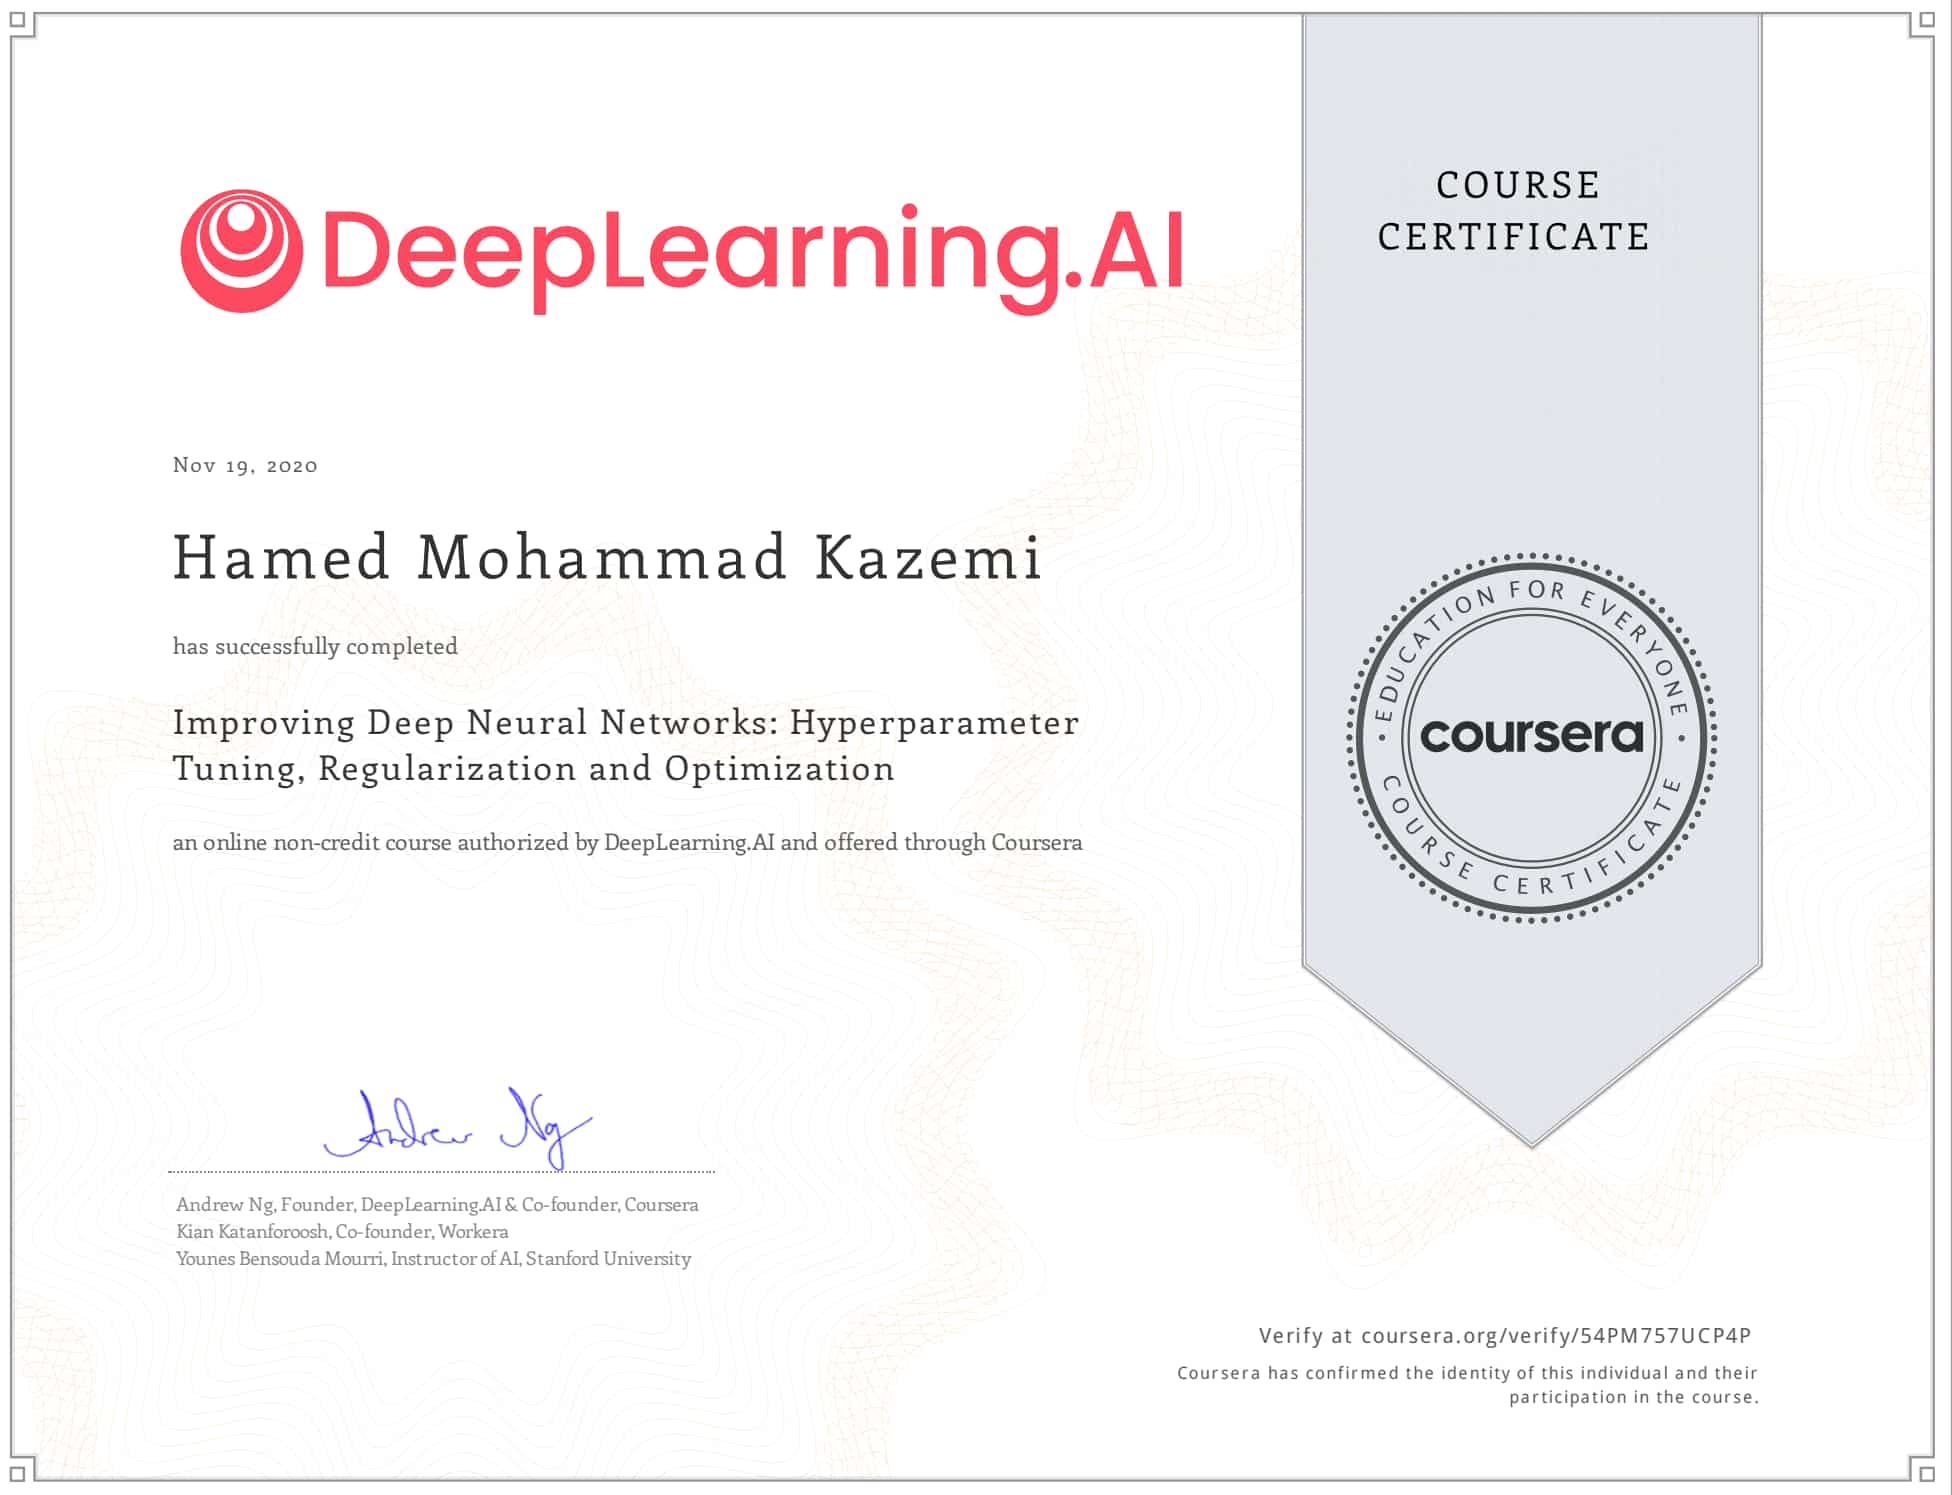 DeepLearning.AI
COURSE
CERTIFICATE
Nov 19, 2020
Hamed Mohammad Kazemi
has successfully completed
Improving Deep Neural Networks: Hyperparameter
Tuning, Regularization and Optimization
an online non-credit course authorized by DeepLearning.AI and offered through Coursera
EDUCATION FOR EVERYONE
coursera
COURSE CERTIFICATE
Andrew Ng
Andrew Ng, Founder, DeepLearning.AI & Co-founder, Coursera
Kian Katanforoosh, Co-founder, Workera
Younes Bensouda Mourri, Instructor of AI, Stanford University
Verify at coursera.org/verify/54PM757UCP4P
Coursera has confirmed the identity of this individual and their
participation in the course.